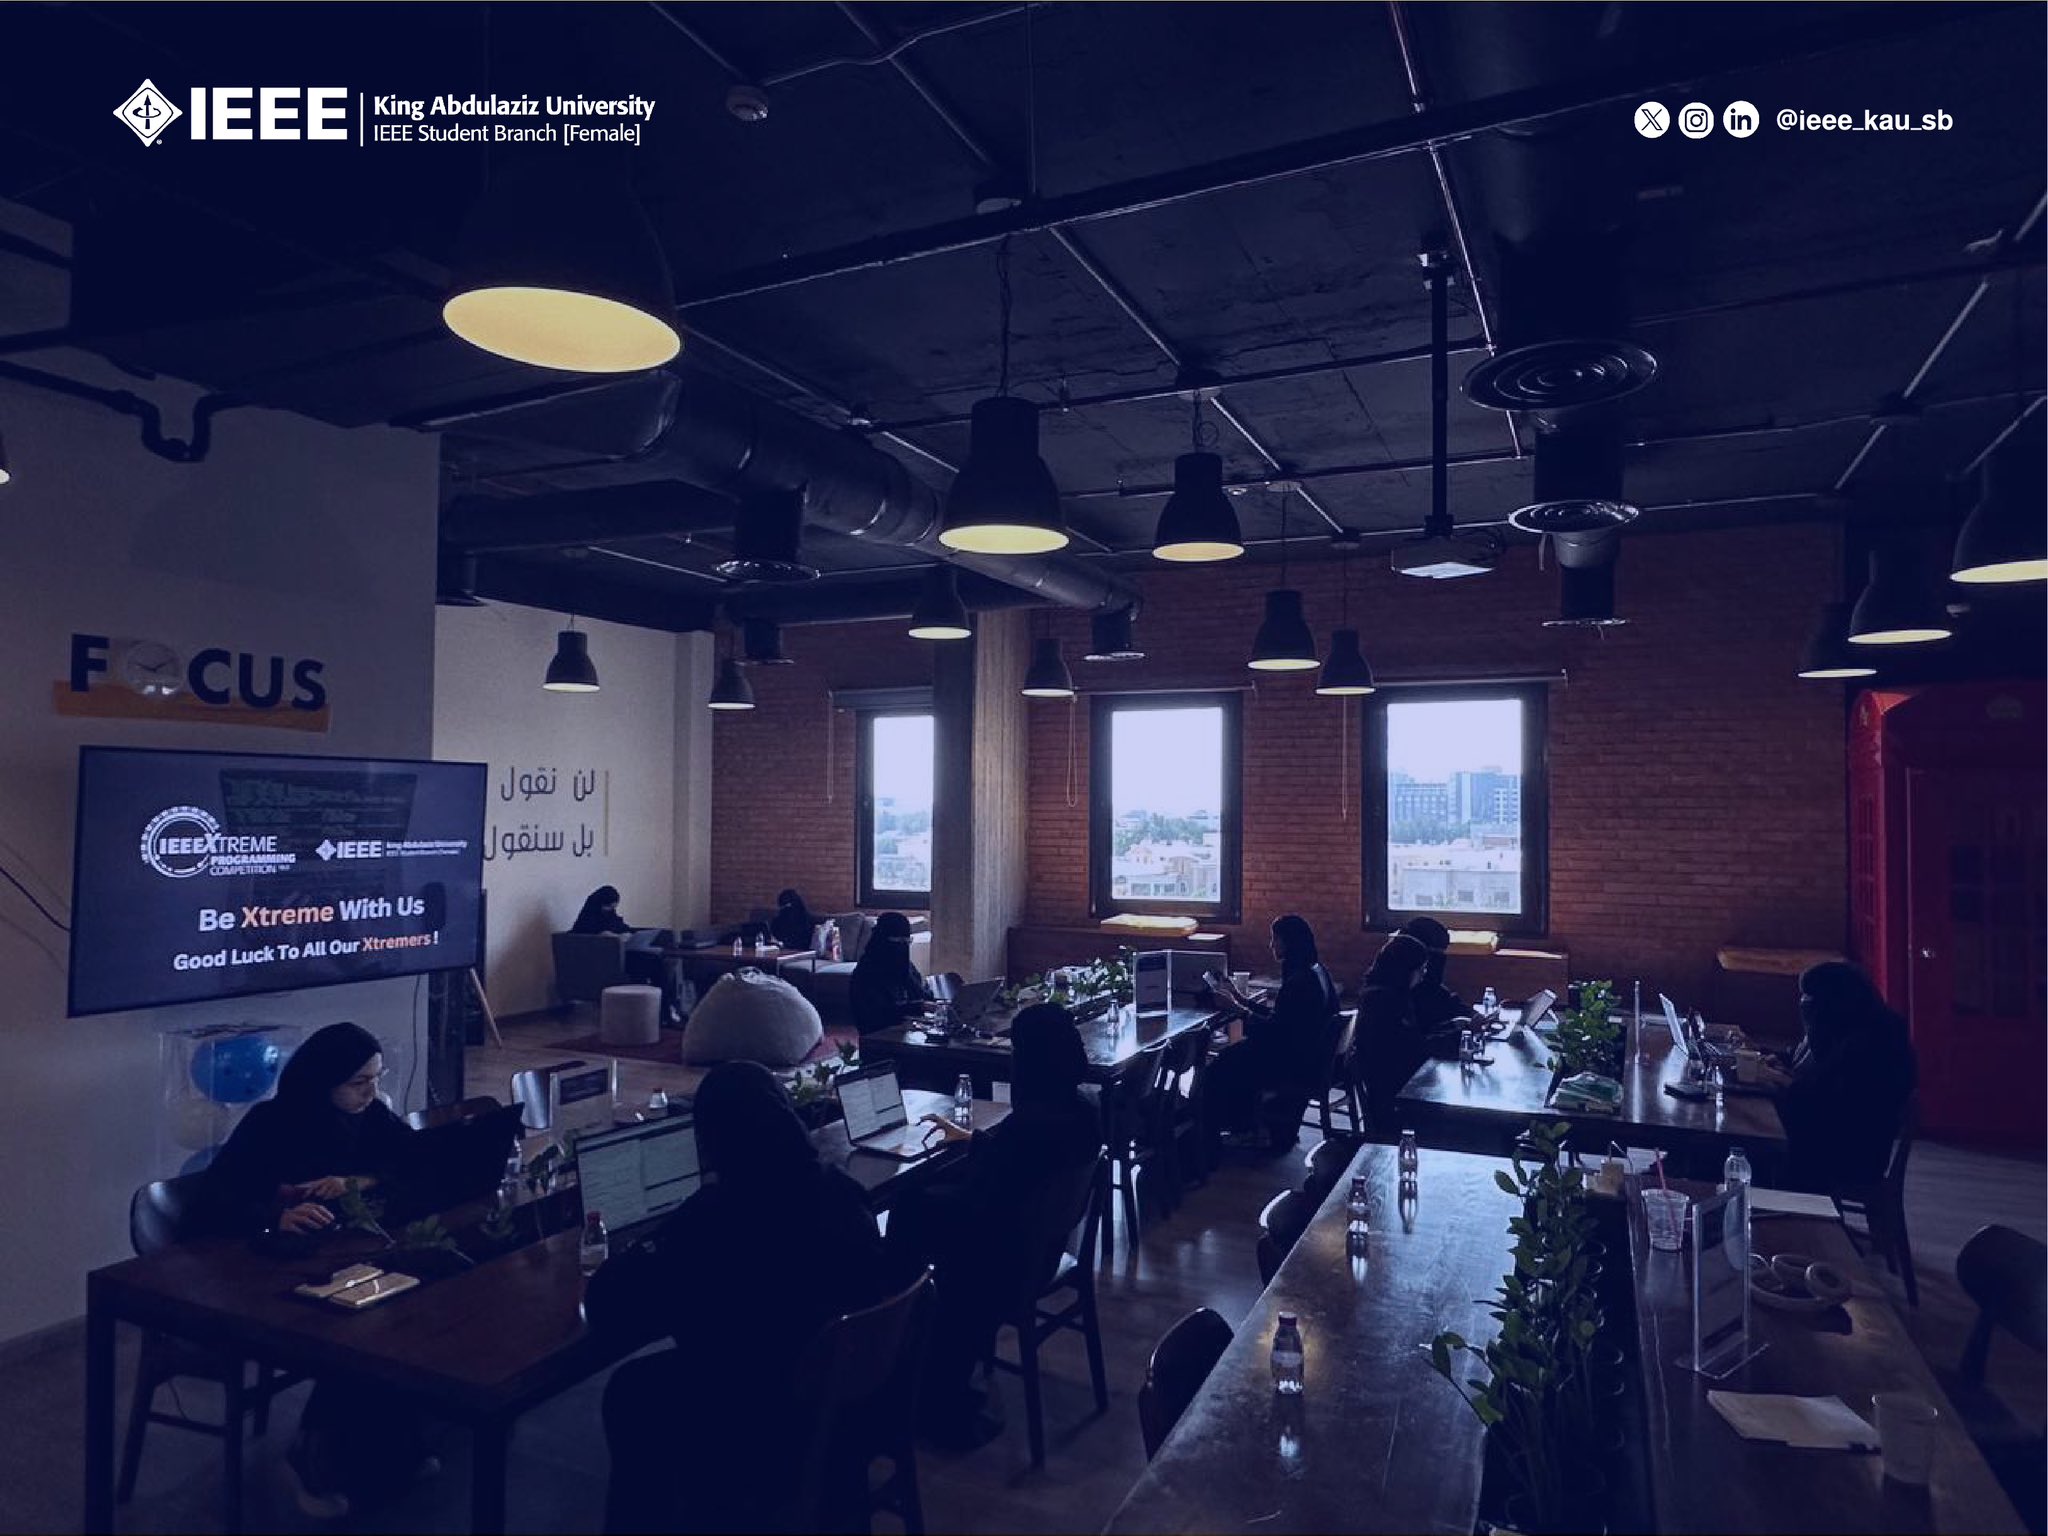 IEEE
King Abdulaziz University
IEEE Student Branch [Female]
@ieee_kau_sb
FOCUS
لن نقول
بل سنقول
IEEEXTREME
PROGRAMMING
COMPETITION
IEEE
King Abdulaziz University
IEEE Student Branch [Female]
Be Xtreme With Us
Good Luck To All Our Xtremers!